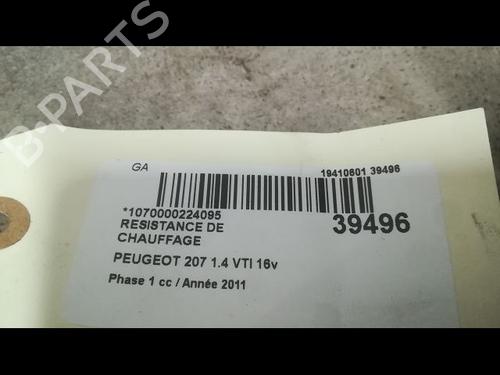 B-PARTS
GA
19410601 39496
*1070000224095
39496
RESISTANCE DE
CHAUFFAGE
PEUGEOT 207 1.4 VTI 16v
Phase 1 cc / Année 2011